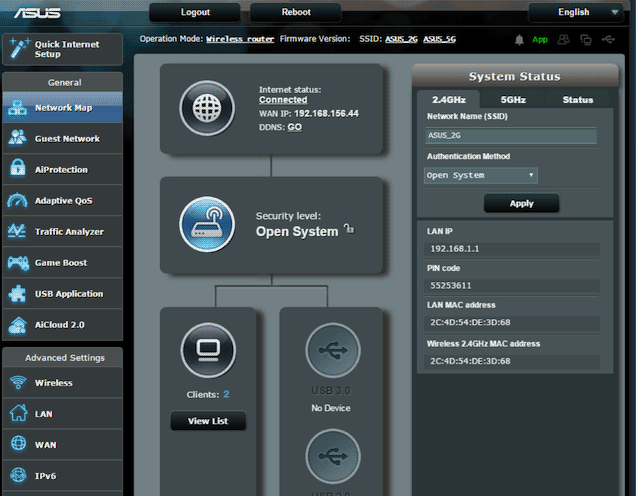 ASUS
Logout
Reboot
English
Quick Internet
Setup
Operation Mode: Wireless router Firmware Version: SSID: ASUS_2G ASUS_5G
App
General
Network Map
Guest Network
AiProtection
Adaptive QoS
Traffic Analyzer
Game Boost
USB Application
AiCloud 2.0
Advanced Settings
Wireless
LAN
WAN
IPv6
Internet status:
Connected
WAN IP: 192.168.156.44
DDNS: GO
Security level:
Open System
Clients: 2
View List
USB 3.0
No Device
System Status
2.4GHz 5GHz Status
Network Name (SSID)
ASUS_2G
Authentication Method
Open System
Apply
LAN IP
192.168.1.1
PIN code
55253611
LAN MAC address
2C:4D:54:DE:3D:68
Wireless 2.4GHz MAC address
2C:4D:54:DE:3D:68